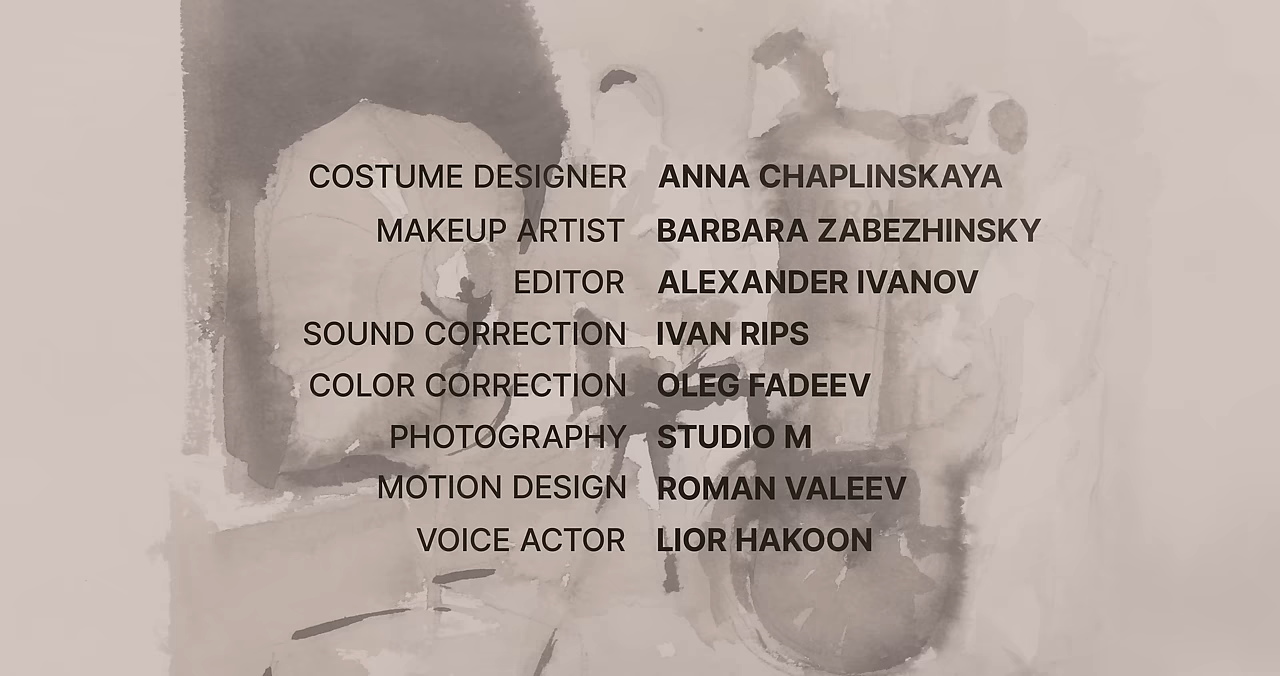 COSTUME DESIGNER ANNA CHAPLINSKAYA
MAKEUP ARTIST BARBARA ZABEZHINSKY
EDITOR ALEXANDER IVANOV
SOUND CORRECTION IVAN RIPS
COLOR CORRECTION OLEG FADEEV
PHOTOGRAPHY STUDIO M
MOTION DESIGN ROMAN VALEEV
VOICE ACTOR LIOR HAKOON